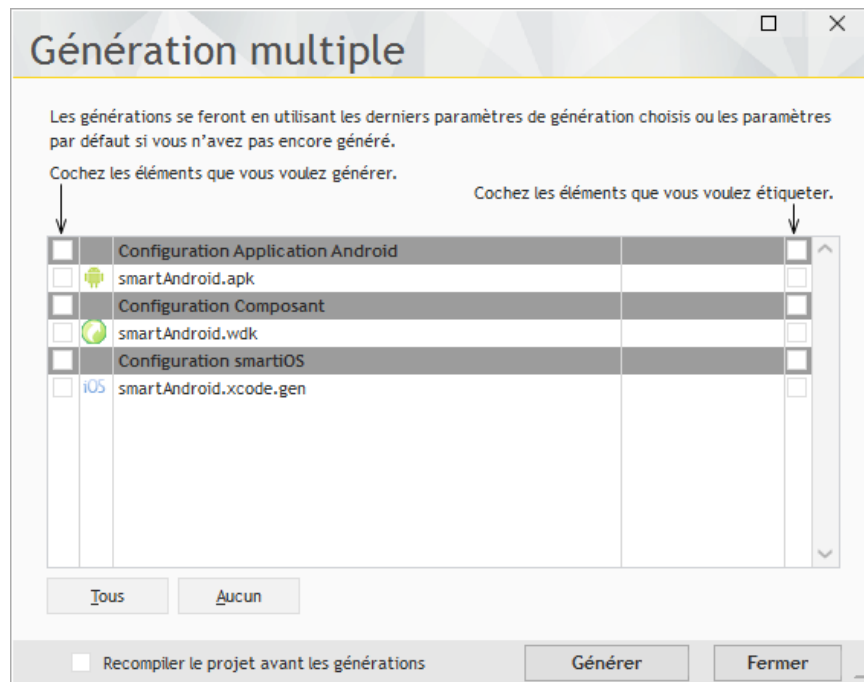 Génération multiple
Les générations se feront en utilisant les derniers paramètres de génération choisis ou les paramètres
par défaut si vous n'avez pas encore généré.
Cochez les éléments que vous voulez générer.
Cochez les éléments que vous voulez étiqueter.
Configuration Application Android
smartAndroid.apk
Configuration Composant
smartAndroid.wdk
Configuration smartiOS
iOS smartAndroid.xcode.gen
Tous Aucun
Recompiler le projet avant les générations Générer Fermer